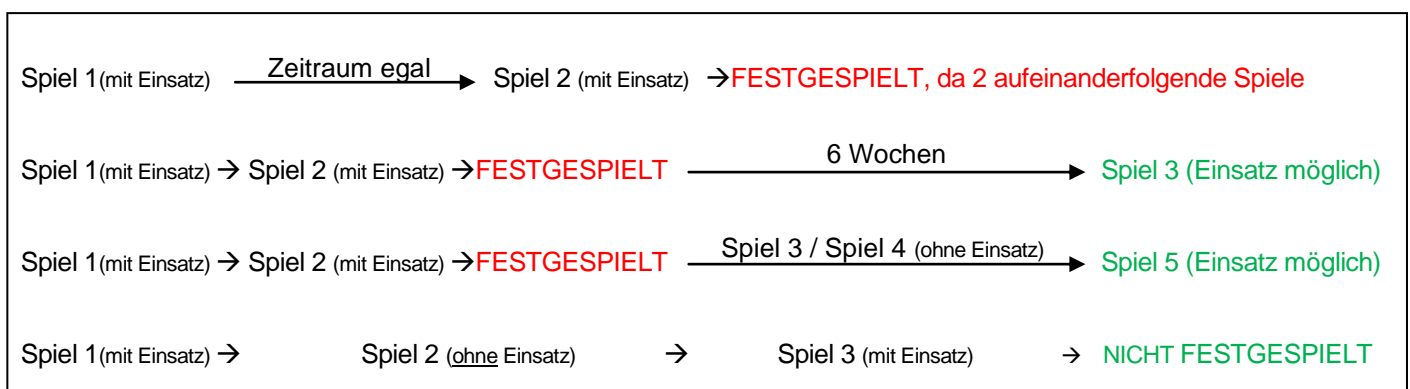 Spiel 1(mit Einsatz) Zeitraum egal Spiel 2 (mit Einsatz) →FESTGESPIELT, da 2 aufeinanderfolgende Spiele
Spiel 1(mit Einsatz) → Spiel 2 (mit Einsatz) →FESTGESPIELT 6 Wochen Spiel 3 (Einsatz möglich)
Spiel 1(mit Einsatz) → Spiel 2 (mit Einsatz) →FESTGESPIELT Spiel 3 / Spiel 4 (ohne Einsatz) Spiel 5 (Einsatz möglich)
Spiel 1(mit Einsatz) → Spiel 2 (ohne Einsatz) → Spiel 3 (mit Einsatz) → NICHT FESTGESPIELT